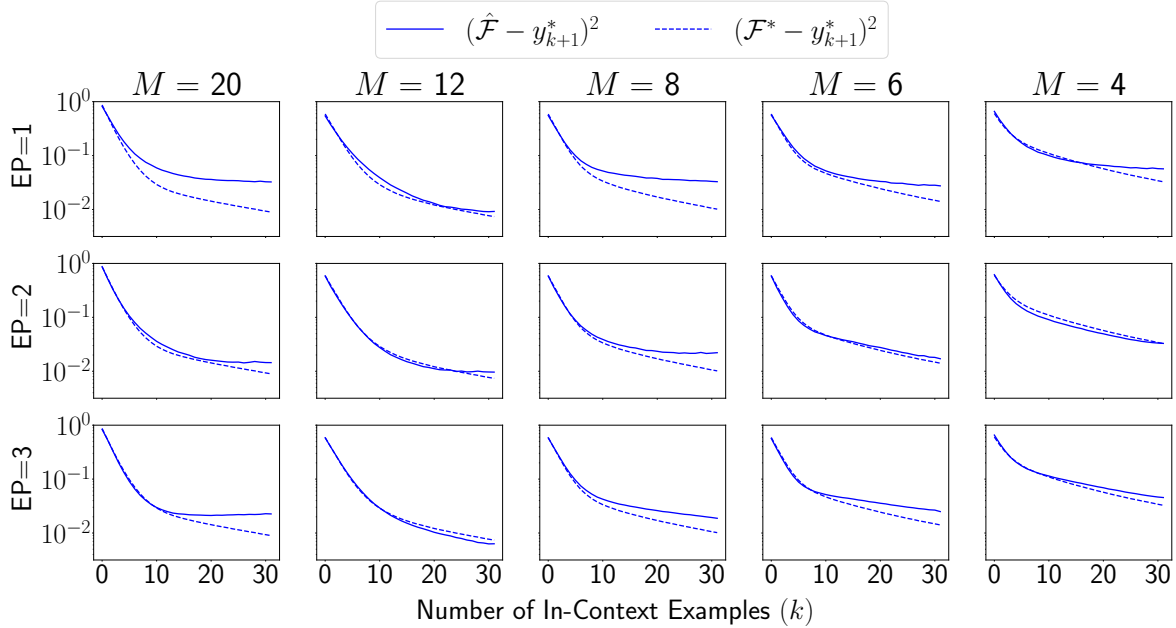 $(\hat{\mathcal{F}} - y^*_{k+1})^2$ $(\mathcal{F}^* - y^*_{k+1})^2$
$M = 20$ $M = 12$ $M = 8$ $M = 6$ $M = 4$
EP=1
$10^0$
$10^{-1}$
$10^{-2}$
EP=2
$10^0$
$10^{-1}$
$10^{-2}$
EP=3
$10^0$
$10^{-1}$
$10^{-2}$
0 10 20 30 0 10 20 30 0 10 20 30 0 10 20 30 0 10 20 30
Number of In-Context Examples $(k)$